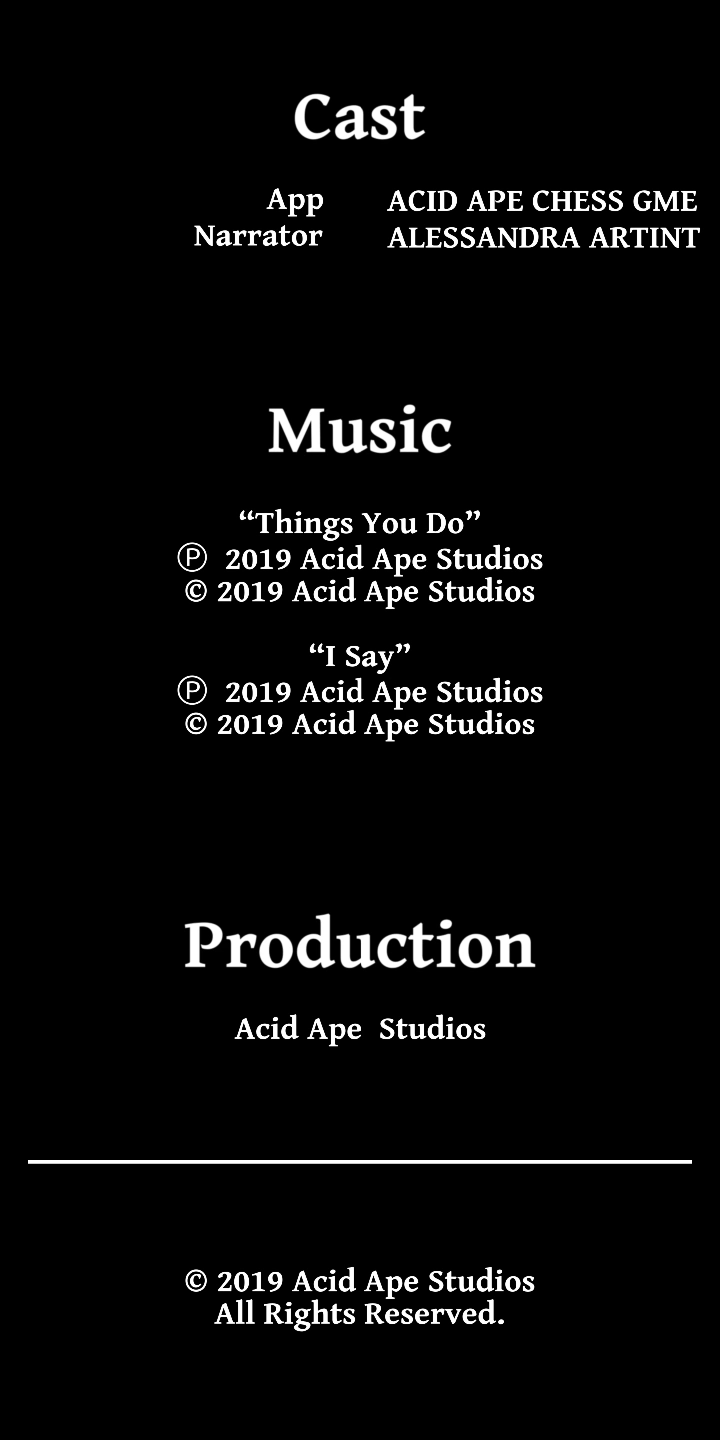 Cast
App ACID APE CHESS GME
Narrator ALESSANDRA ARTINT
Music
“Things You Do”
Ⓟ 2019 Acid Ape Studios
© 2019 Acid Ape Studios
“I Say”
Ⓟ 2019 Acid Ape Studios
© 2019 Acid Ape Studios
Production
Acid Ape Studios
© 2019 Acid Ape Studios
All Rights Reserved.